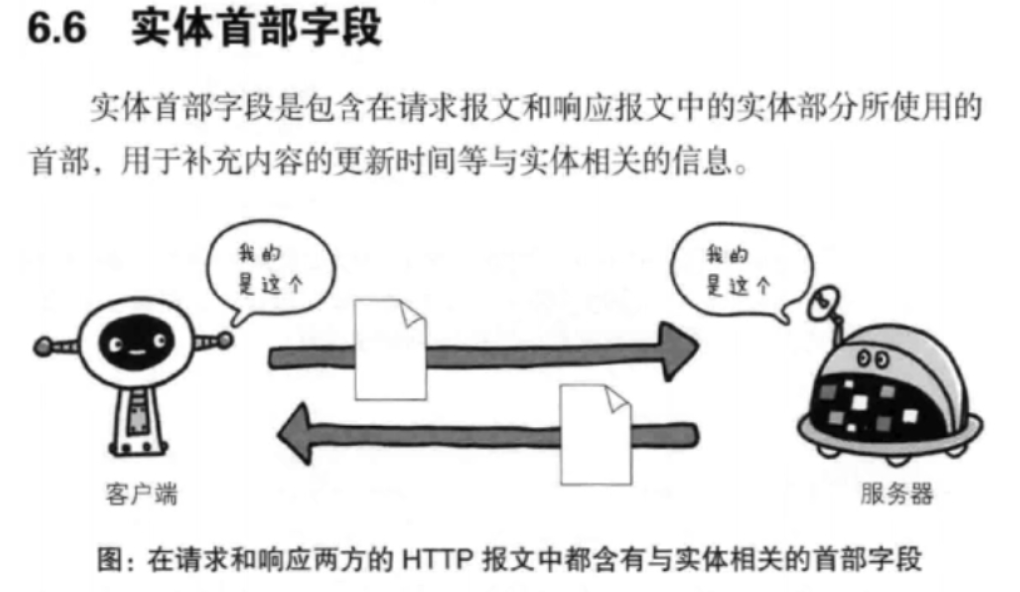 6.6 实体首部字段
实体首部字段是包含在请求报文和响应报文中的实体部分所使用的
首部，用于补充内容的更新时间等与实体相关的信息。
我的
是这个
我的
是这个
客户端
服务器
图：在请求和响应两方的 HTTP 报文中都含有与实体相关的首部字段